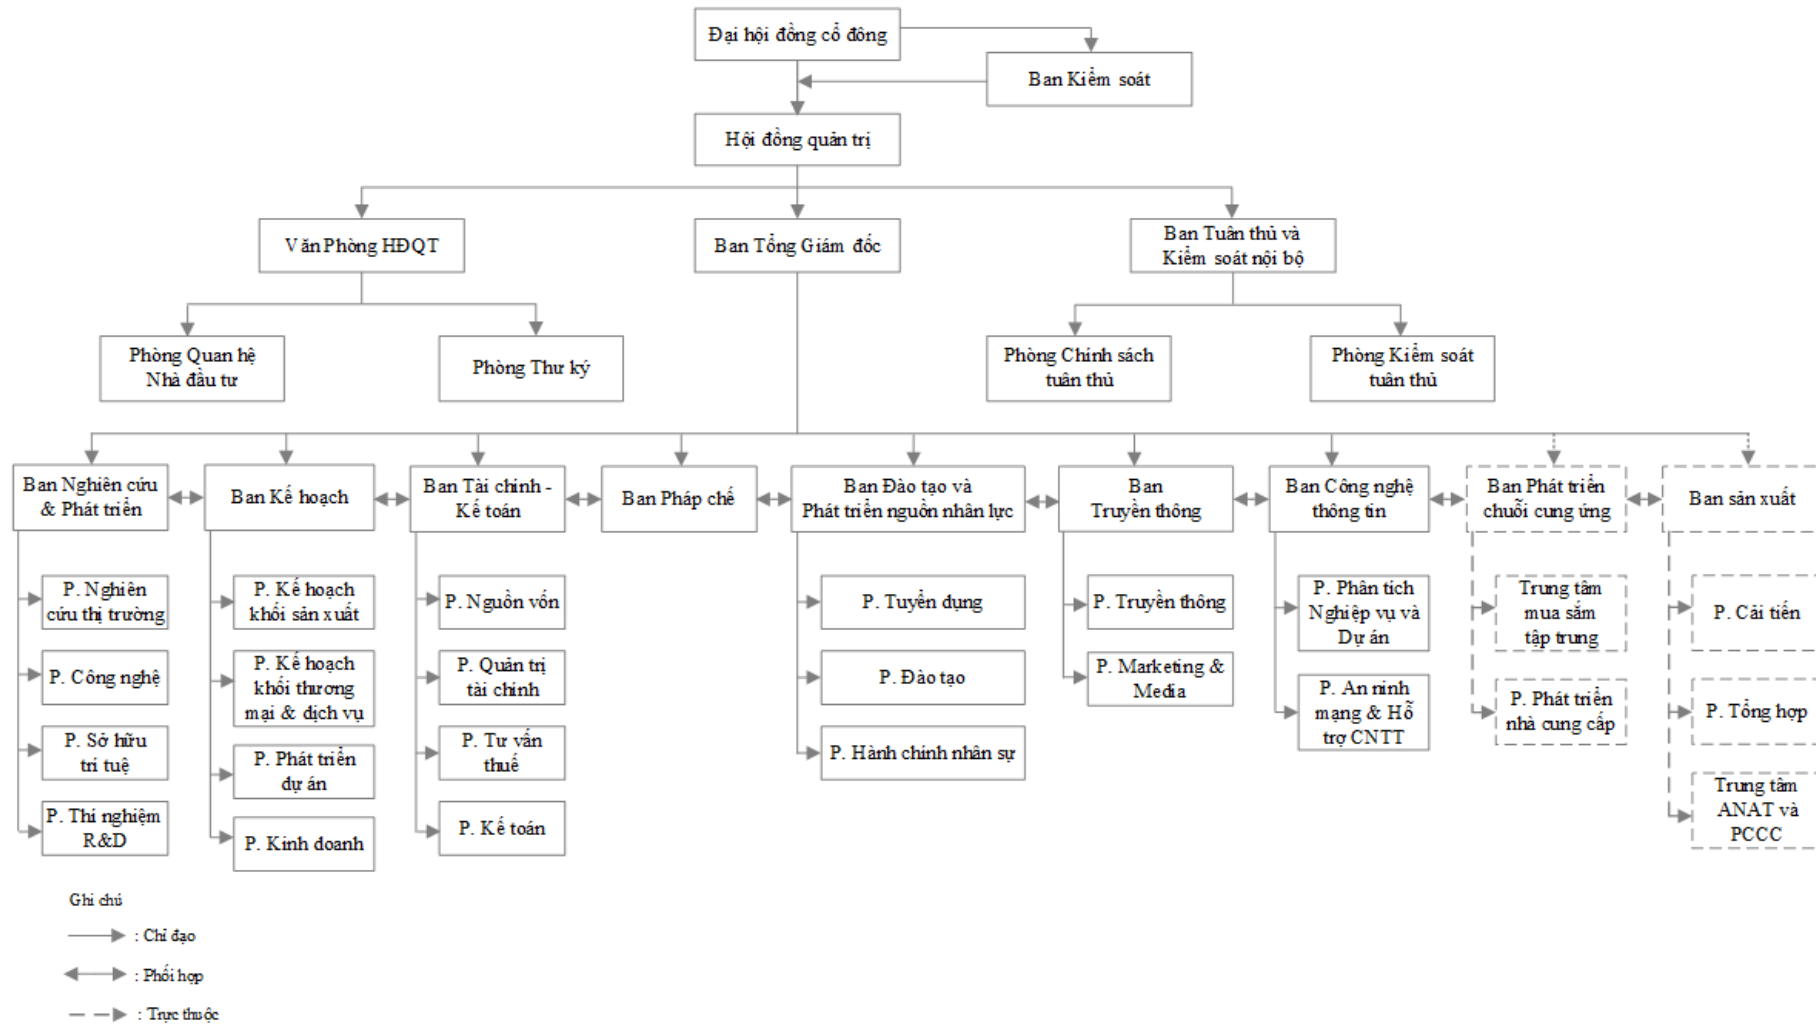 Đại hội đồng cổ đông
Ban Kiểm soát
Hội đồng quản trị
Văn Phòng HĐQT
Ban Tổng Giám đốc
Ban Tuân thủ và
Kiểm soát nội bộ
Phòng Quan hệ
Nhà đầu tư
Phòng Thư ký
Phòng Chính sách
tuân thủ
Phòng Kiểm soát
tuân thủ
Ban Nghiên cứu
& Phát triển
Ban Kế hoạch
Ban Tài chính -
Kế toán
Ban Pháp chế
Ban Đào tạo và
Phát triển nguồn nhân lực
Ban
Truyền thông
Ban Công nghệ
thông tin
Ban Phát triển
chuỗi cung ứng
Ban sản xuất
P. Nghiên
cứu thị trường
P. Công nghệ
P. Sở hữu
trí tuệ
P. Thí nghiệm
R&D
P. Kế hoạch
khối sản xuất
P. Kế hoạch
khối thương
mại & dịch vụ
P. Phát triển
dự án
P. Kinh doanh
P. Nguồn vốn
P. Quản trị
tài chính
P. Tư vấn
thuế
P. Kế toán
P. Tuyển dụng
P. Đào tạo
P. Hành chính nhân sự
P. Truyền thông
P. Marketing &
Media
P. Phân tích
Nghiệp vụ và
Dự án
P. An ninh
mạng & Hỗ
trợ CNTT
Trung tâm
mua sắm
tập trung
P. Phát triển
nhà cung cấp
P. Cải tiến
P. Tổng hợp
Trung tâm
ANAT và
PCCC
Ghi chú
: Chỉ đạo
: Phối hợp
: Trực thuộc